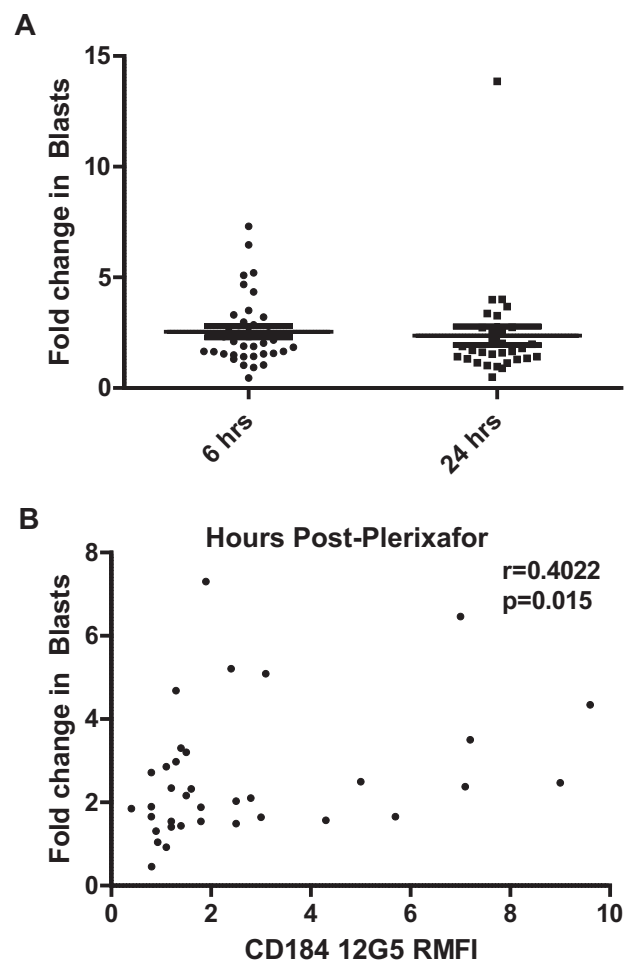 A
Fold change in Blasts
15
10
5
0
6 hrs
24 hrs
B
Hours Post-Plerixafor
r=0.4022
p=0.015
Fold change in Blasts
8
6
4
2
0
0 2 4 6 8 10
CD184 12G5 RMFI